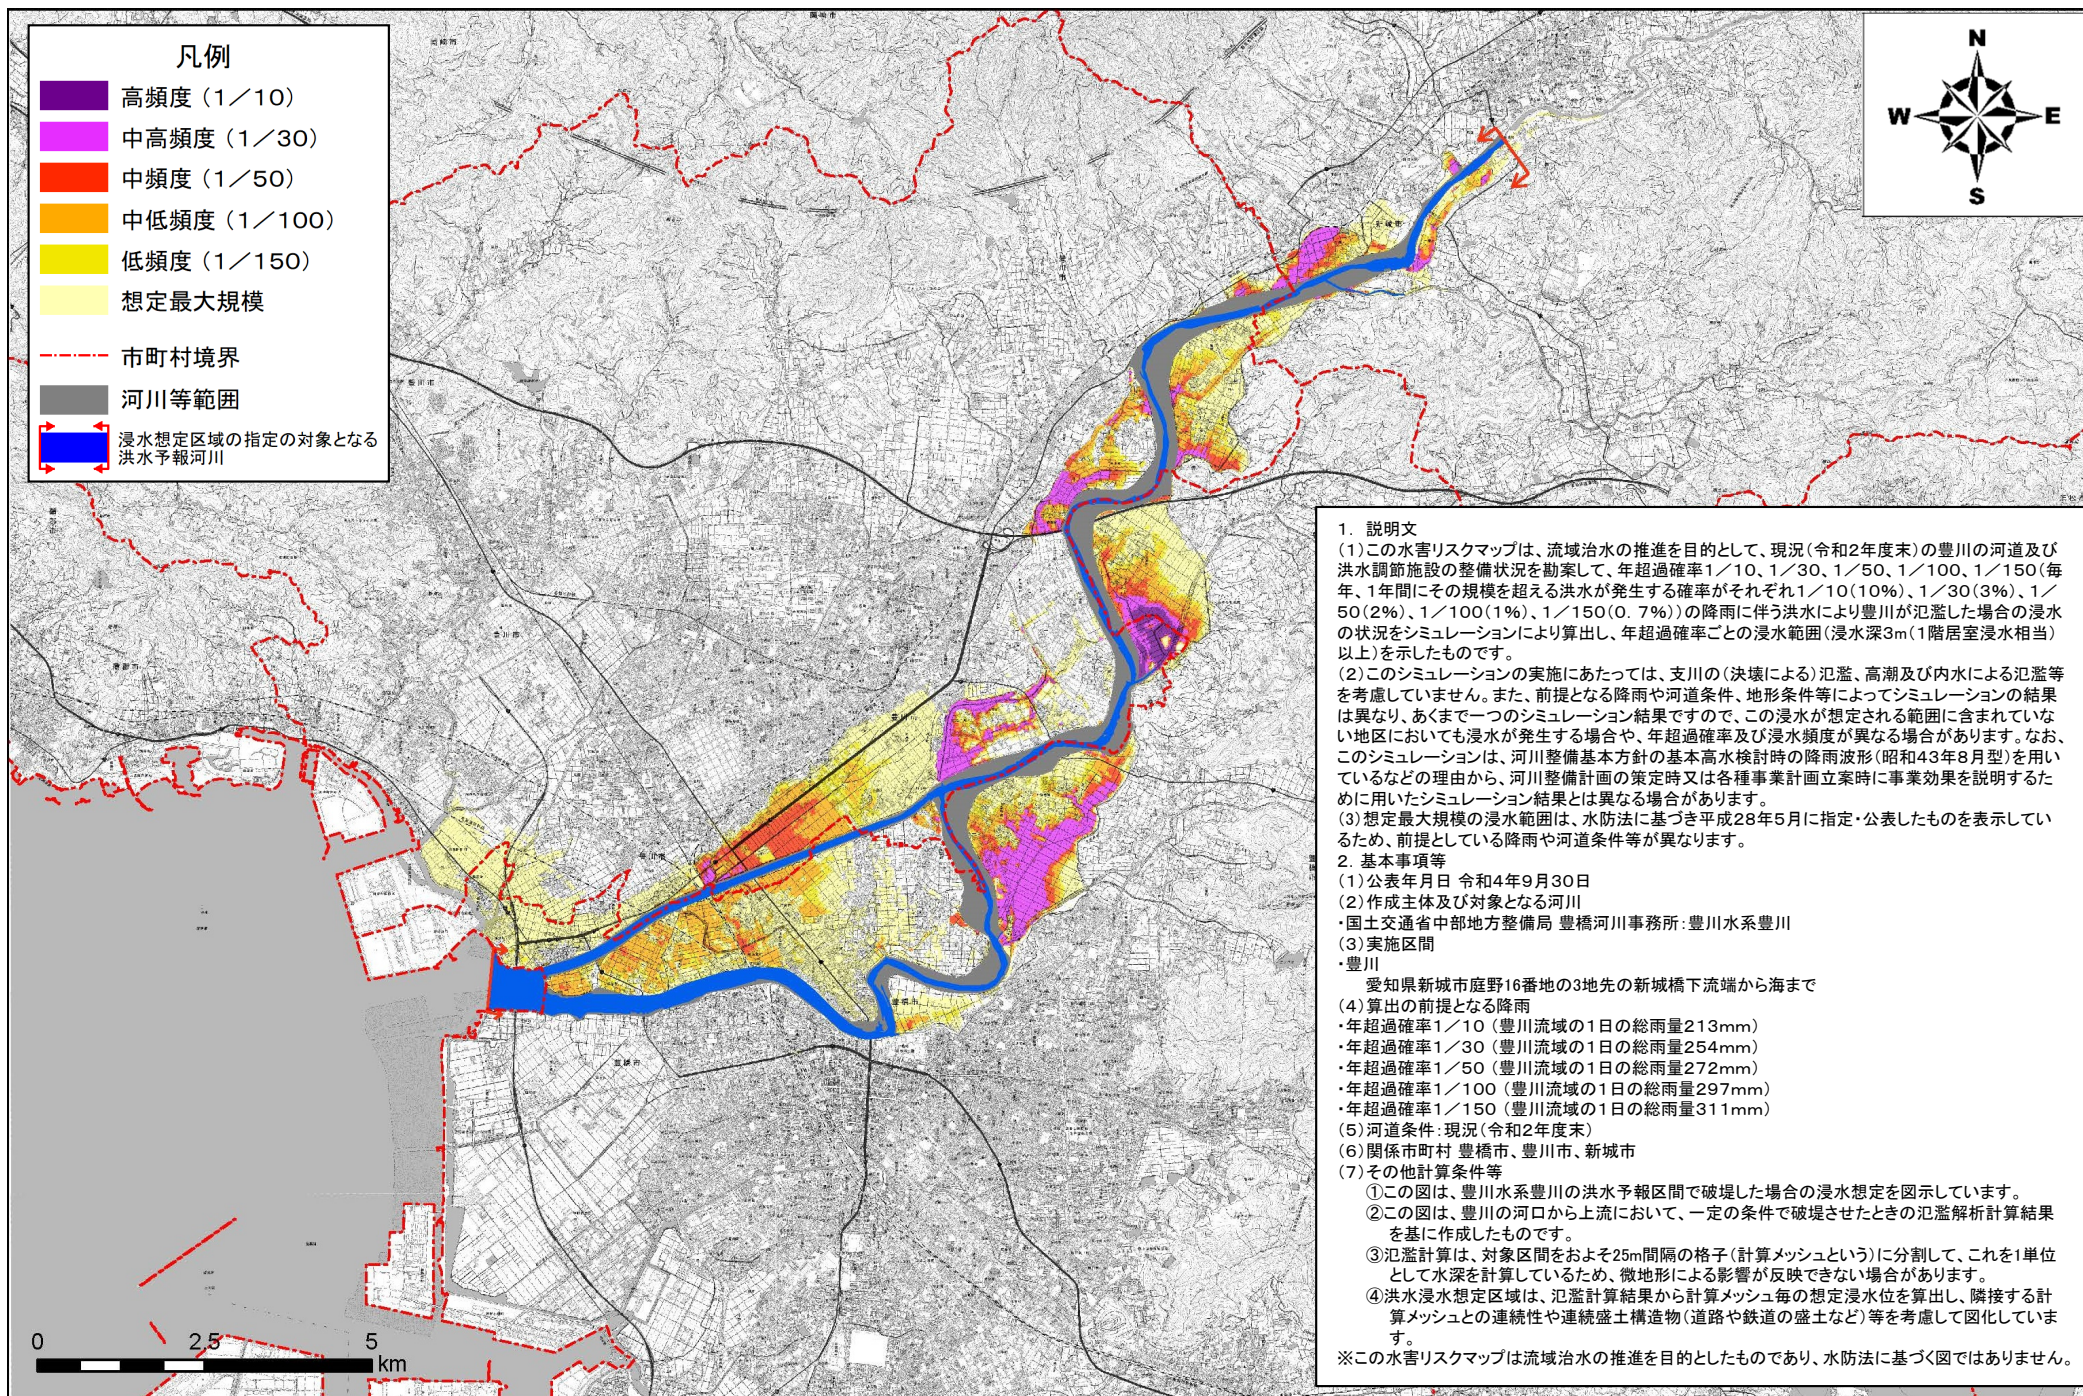 凡例
高頻度（1／10）
中高頻度（1／30）
中頻度（1／50）
中低頻度（1／100）
低頻度（1／150）
想定最大規模
市町村境界
河川等範囲
浸水想定区域の指定の対象となる
洪水予報河川
N
W
E
S
豊川市
新城市
豊川市
豊川市
豊橋市
豊橋市
蒲郡市
0
2.5
5
km
1．説明文
(1)この水害リスクマップは、流域治水の推進を目的として、現況(令和2年度末)の豊川の河道及び
洪水調節施設の整備状況を勘案して、年超過確率1／10、1／30、1／50、1／100、1／150(毎
年、1年間にその規模を超える洪水が発生する確率がそれぞれ1／10(10%)、1／30(3%)、1／
50(2%)、1／100(1%)、1／150(0．7%))の降雨に伴う洪水により豊川が氾濫した場合の浸水
の状況をシミュレーションにより算出し、年超過確率ごとの浸水範囲(浸水深3m(1階居室浸水相当)
以上)を示したものです。
(2)このシミュレーションの実施にあたっては、支川の(決壊による)氾濫、高潮及び内水による氾濫等
を考慮していません。また、前提となる降雨や河道条件、地形条件等によってシミュレーションの結果
は異なり、あくまで一つのシミュレーション結果ですので、この浸水が想定される範囲に含まれていな
い地区においても浸水が発生する場合や、年超過確率及び浸水頻度が異なる場合があります。なお、
このシミュレーションは、河川整備基本方針の基本高水検討時の降雨波形(昭和43年8月型)を用い
ているなどの理由から、河川整備計画の策定時又は各種事業計画立案時に事業効果を説明するた
めに用いたシミュレーション結果とは異なる場合があります。
(3)想定最大規模の浸水範囲は、水防法に基づき平成28年5月に指定・公表したものを表示してい
るため、前提としている降雨や河道条件等が異なります。
2．基本事項等
(1)公表年月日 令和4年9月30日
(2)作成主体及び対象となる河川
・国土交通省中部地方整備局 豊橋河川事務所：豊川水系豊川
(3)実施区間
・豊川
愛知県新城市庭野16番地の3地先の新城橋下流端から海まで
(4)算出の前提となる降雨
・年超過確率1／10 (豊川流域の1日の総雨量213mm)
・年超過確率1／30 (豊川流域の1日の総雨量254mm)
・年超過確率1／50 (豊川流域の1日の総雨量272mm)
・年超過確率1／100 (豊川流域の1日の総雨量297mm)
・年超過確率1／150 (豊川流域の1日の総雨量311mm)
(5)河道条件：現況(令和2年度末)
(6)関係市町村 豊橋市、豊川市、新城市
(7)その他計算条件等
①この図は、豊川水系豊川の洪水予報区間で破堤した場合の浸水想定を図示しています。
②この図は、豊川の河口から上流において、一定の条件で破堤させたときの氾濫解析計算結果
を基に作成したものです。
③氾濫計算は、対象区間をおよそ25m間隔の格子(計算メッシュという)に分割して、これを1単位
として水深を計算しているため、微地形による影響が反映できない場合があります。
④洪水浸水想定区域は、氾濫計算結果から計算メッシュ毎の想定浸水位を算出し、隣接する計
算メッシュとの連続性や連続盛土構造物(道路や鉄道の盛土など)等を考慮して図化していま
す。
※この水害リスクマップは流域治水の推進を目的としたものであり、水防法に基づく図ではありません。